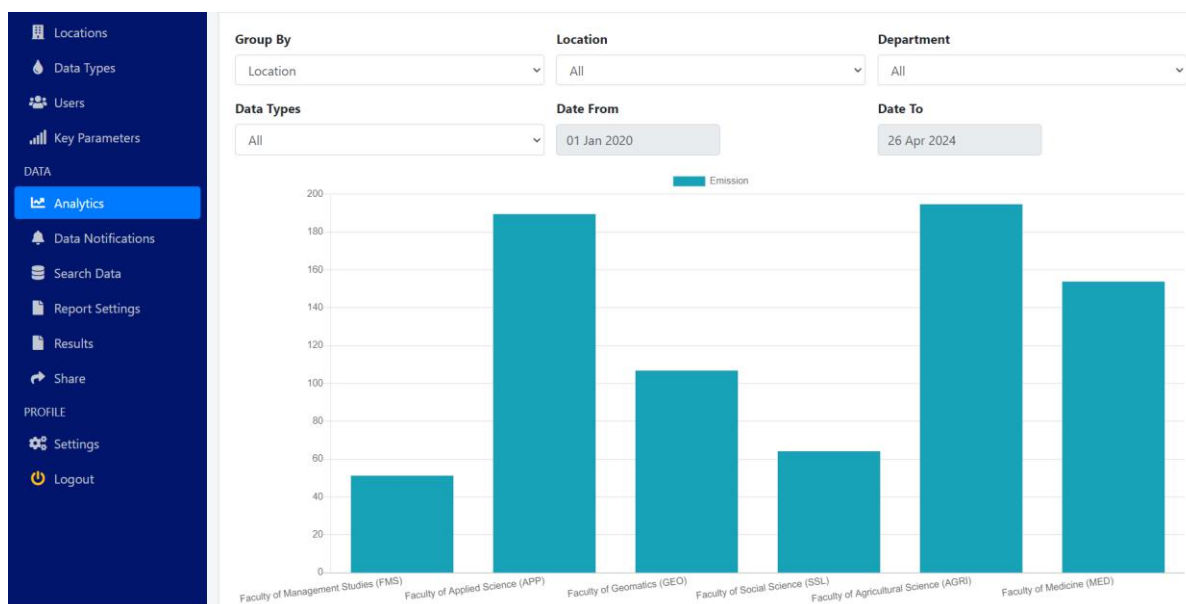 Locations
Data Types
Users
Key Parameters
DATA
Analytics
Data Notifications
Search Data
Report Settings
Results
Share
PROFILE
Settings
Logout
Group By Location Department
Location All All
Data Types Date From Date To
All 01 Jan 2020 26 Apr 2024
Emission
200
180
160
140
120
100
80
60
40
20
0
Faculty of Management Studies (FMS)
Faculty of Applied Science (APP)
Faculty of Geomatics (GEO)
Faculty of Social Science (SSL)
Faculty of Agricultural Science (AGRI)
Faculty of Medicine (MED)